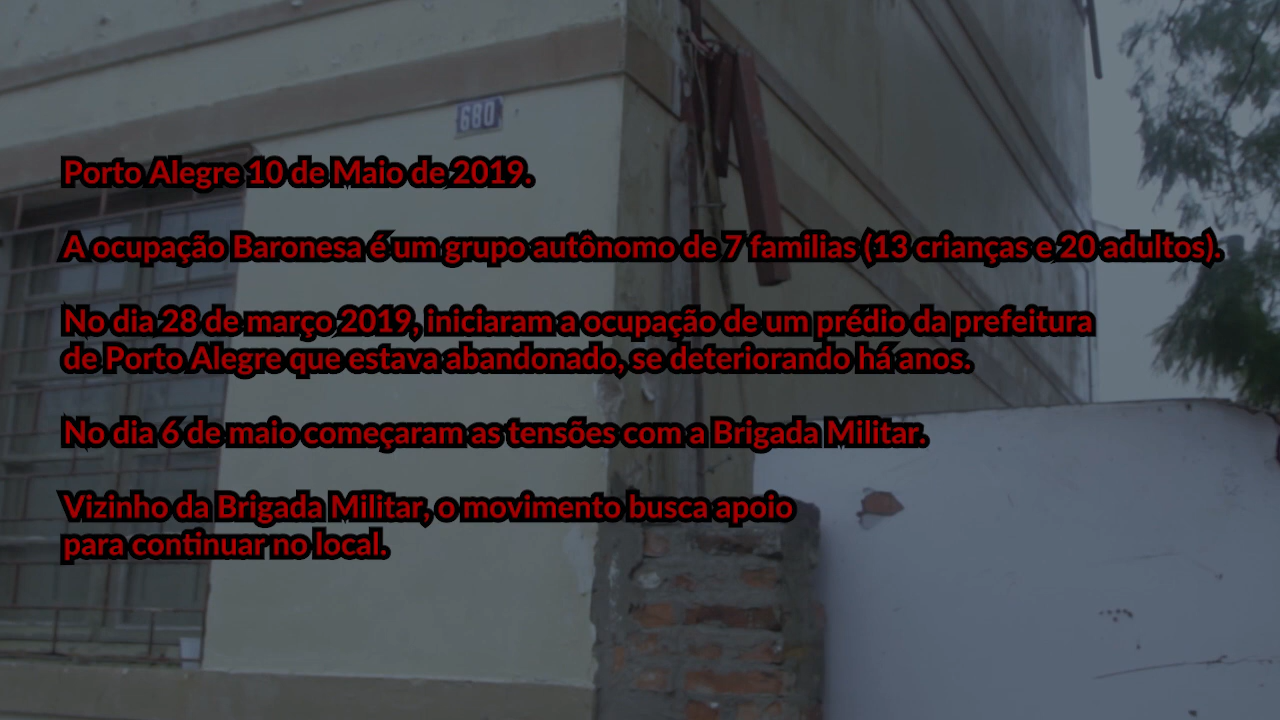 680
Porto Alegre 10 de Maio de 2019.
A ocupação Baronesa é um grupo autônomo de 7 familias (13 crianças e 20 adultos).
No dia 28 de março 2019, iniciaram a ocupação de um prédio da prefeitura
de Porto Alegre que estava abandonado, se deteriorando há anos.
No dia 6 de maio começaram as tensões com a Brigada Militar.
Vizinho da Brigada Militar, o movimento busca apoio
para continuar no local.